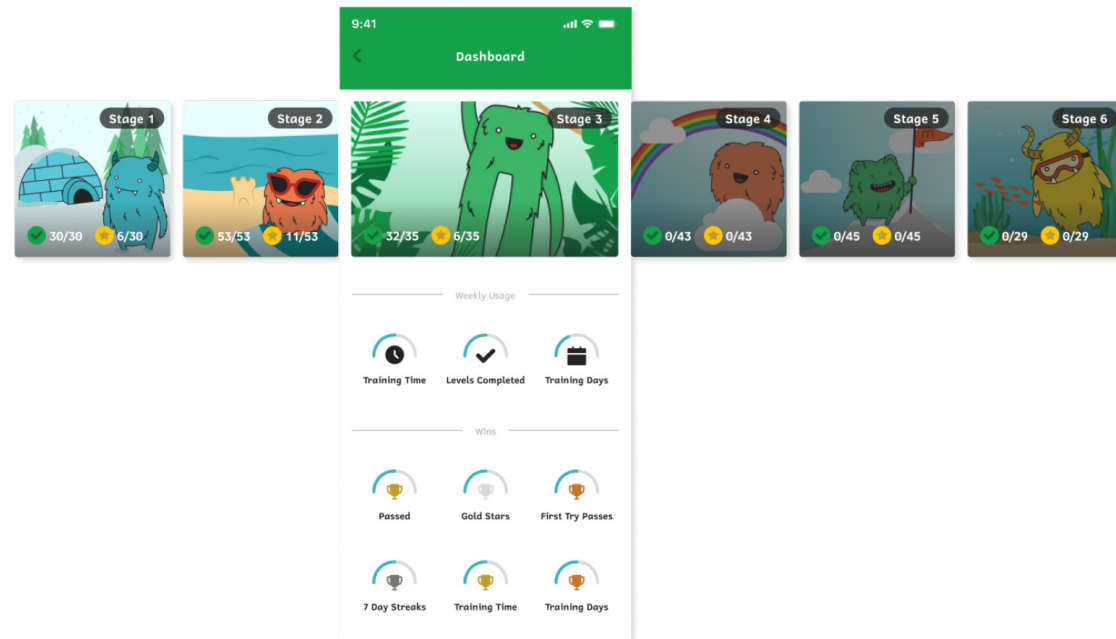 9:41
Dashboard
Stage 1
30/30 6/30
Stage 2
53/53 11/53
Stage 3
32/35 6/35
Stage 4
0/43 0/43
Stage 5
m
0/45 0/45
Stage 6
0/29 0/29
Weekly Usage
Training Time Levels Completed Training Days
Wins
Passed Gold Stars First Try Passes
7 Day Streaks Training Time Training Days